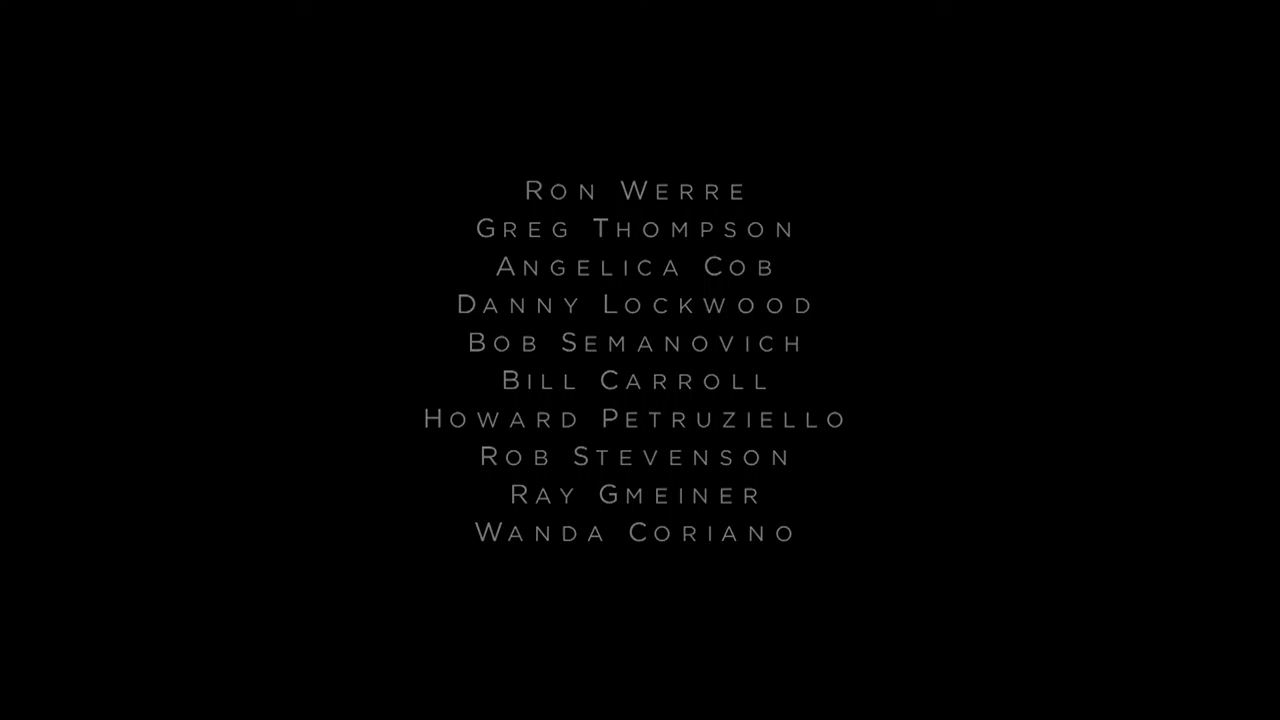 Ron Werre
Greg Thompson
Angelica Cob
Danny Lockwood
Bob Semanovich
Bill Carroll
Howard Petruziello
Rob Stevenson
Ray Gmeiner
Wanda Coriano